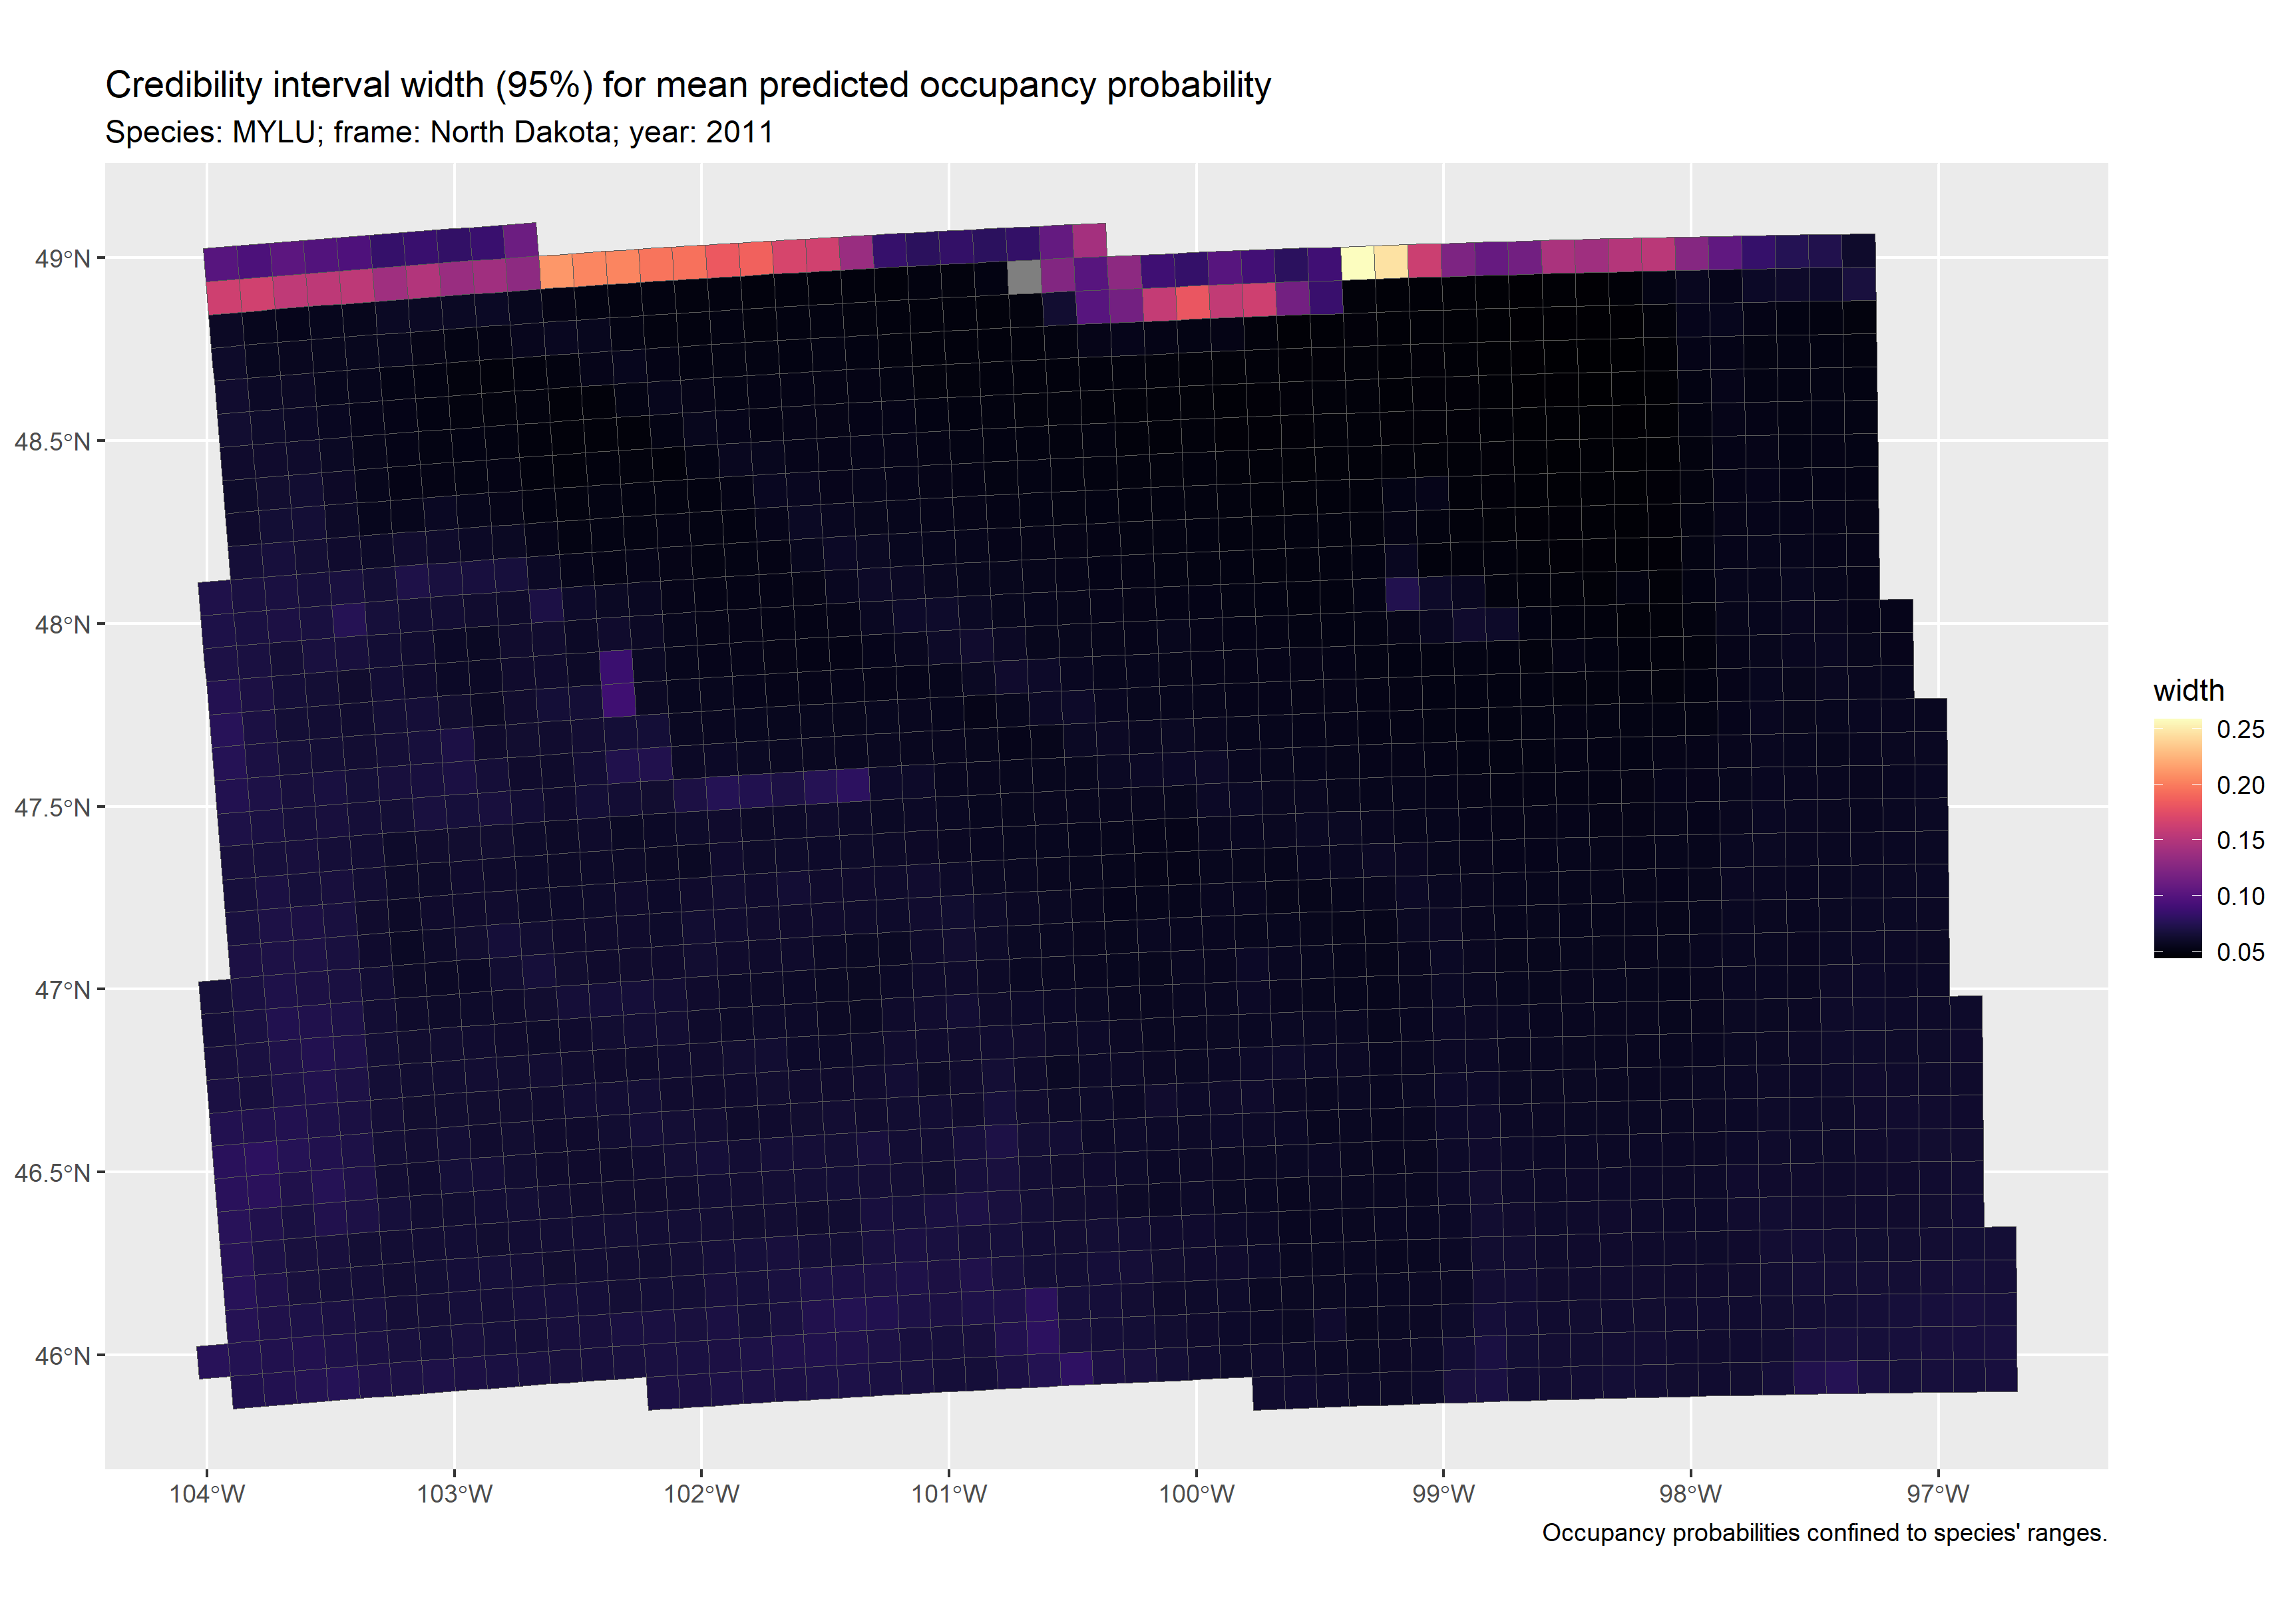 Credibility interval width (95%) for mean predicted occupancy probability
Species: MYLU; frame: North Dakota; year: 2011
49°N
48.5°N
48°N
47.5°N
47°N
46.5°N
46°N
104°W
103°W
102°W
101°W
100°W
99°W
98°W
97°W
width
0.25
0.20
0.15
0.10
0.05
Occupancy probabilities confined to species' ranges.